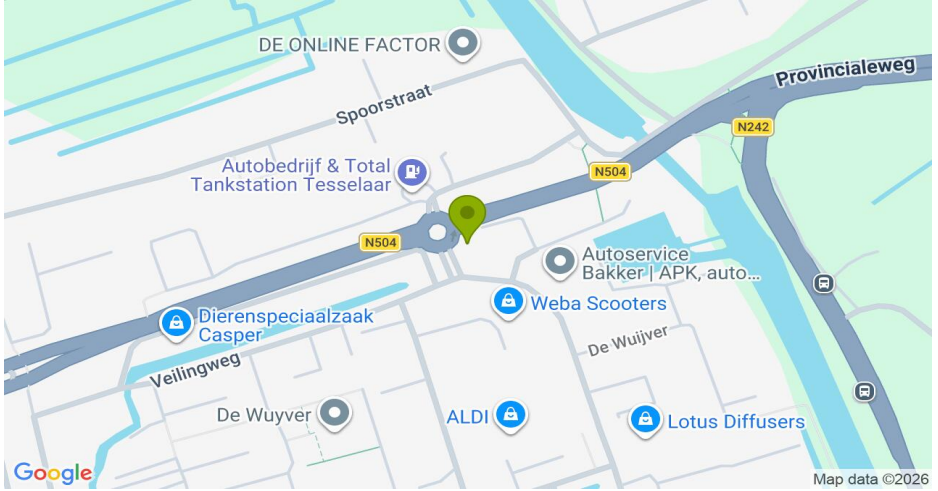 DE ONLINE FACTOR
Provincialeweg
Spoorstraat
N242
Autobedrijf & Total
Tankstation Tesselaar
N504
N504
Autoservice
Bakker | APK, auto...
Weba Scooters
Dierenspeciaalzaak
Casper
De Wuijver
Veilingweg
De Wuyver
ALDI
Lotus Diffusers
Google
Map data ©2026